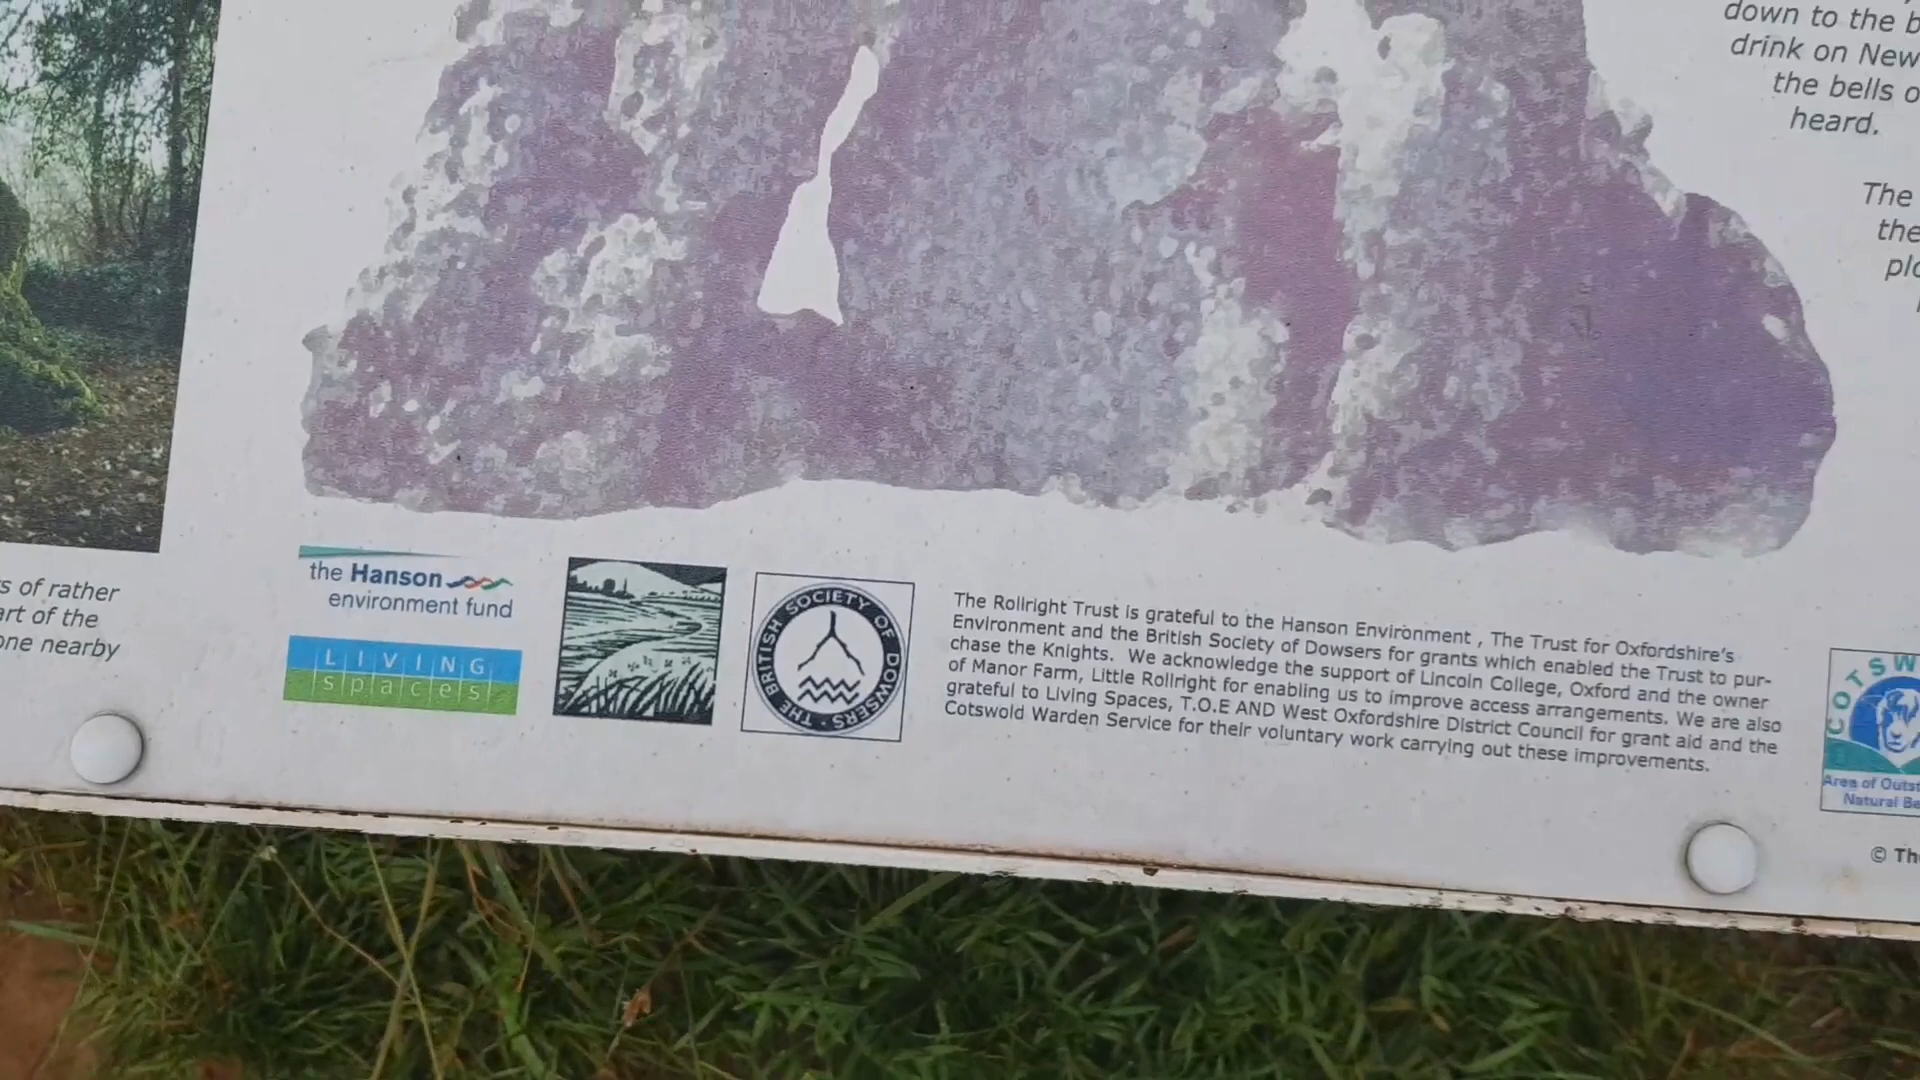 down to the b
drink on New
the bells o
heard.
The
the
plo
s of rather
art of the
one nearby
the Hanson
environment fund
LIVING
spaces
THE BRITISH SOCIETY OF DOWSERS
The Rollright Trust is grateful to the Hanson Environment , The Trust for Oxfordshire's
Environment and the British Society of Dowsers for grants which enabled the Trust to pur-
chase the Knights. We acknowledge the support of Lincoln College, Oxford and the owner
of Manor Farm, Little Rollright for enabling us to improve access arrangements. We are also
grateful to Living Spaces, T.O.E AND West Oxfordshire District Council for grant aid and the
Cotswold Warden Service for their voluntary work carrying out these improvements.
COTSW
Area of Outst
Natural Be
© The